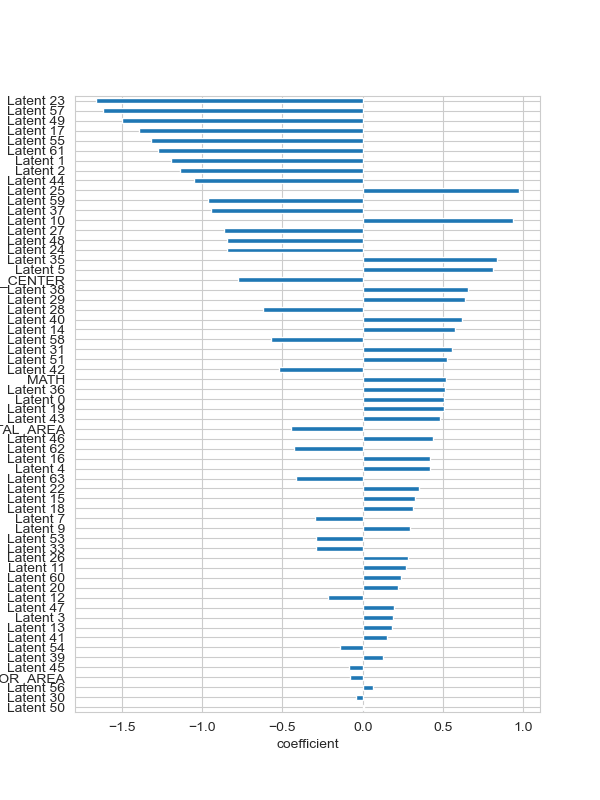 Latent 23
Latent 57
Latent 49
Latent 17
Latent 55
Latent 61
Latent 1
Latent 2
Latent 44
Latent 25
Latent 59
Latent 37
Latent 10
Latent 27
Latent 48
Latent 24
Latent 35
Latent 5
_CENTER
Latent 38
Latent 29
Latent 28
Latent 40
Latent 14
Latent 58
Latent 31
Latent 51
Latent 42
MATH
Latent 36
Latent 0
Latent 19
Latent 43
TAL_AREA
Latent 46
Latent 62
Latent 16
Latent 4
Latent 63
Latent 22
Latent 15
Latent 18
Latent 7
Latent 9
Latent 53
Latent 33
Latent 26
Latent 11
Latent 60
Latent 20
Latent 12
Latent 47
Latent 3
Latent 13
Latent 41
Latent 54
Latent 39
Latent 45
OR_AREA
Latent 56
Latent 30
Latent 50
−1.5 −1.0 −0.5 0.0 0.5 1.0
coefficient